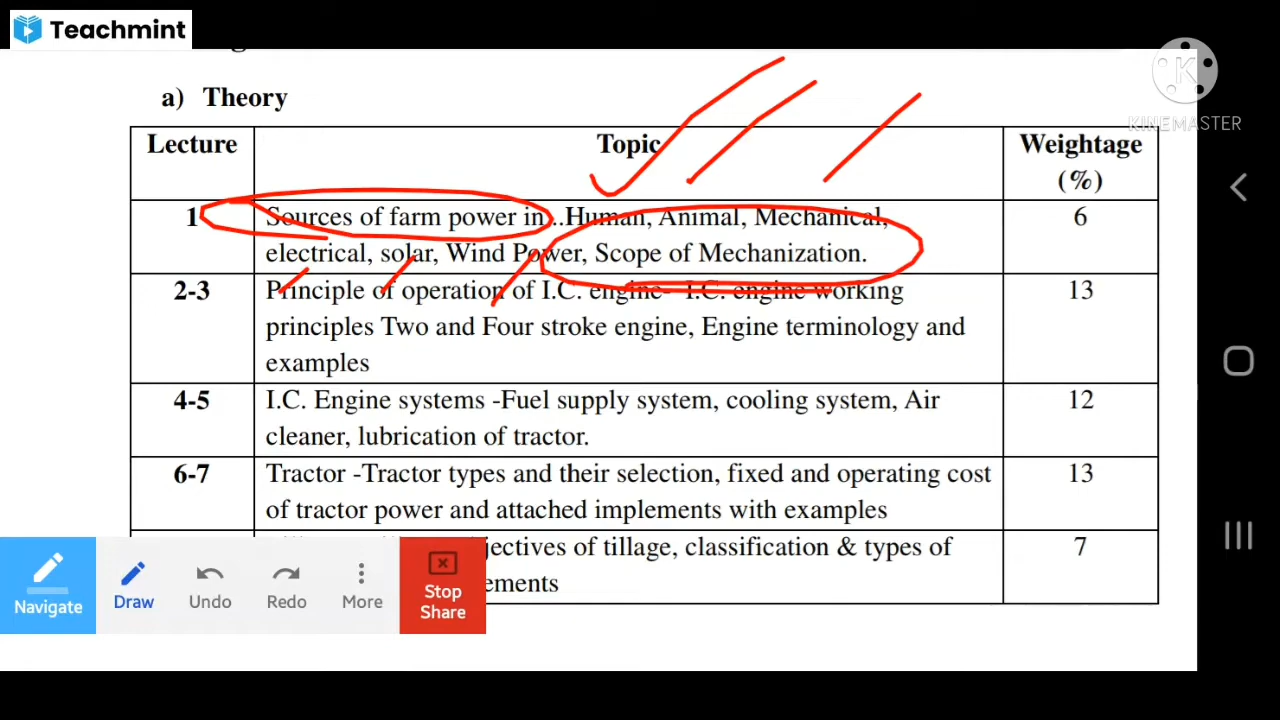 Teachmint
KINEMASTER
a) Theory
Lecture Topic Weightage (%)
1 Sources of farm power in ..Human, Animal, Mechanical,
electrical, solar, Wind Power, Scope of Mechanization. 6
2-3 Principle of operation of I.C. engine- I.C. engine working
principles Two and Four stroke engine, Engine terminology and
examples 13
4-5 I.C. Engine systems -Fuel supply system, cooling system, Air
cleaner, lubrication of tractor. 12
6-7 Tractor -Tractor types and their selection, fixed and operating cost
of tractor power and attached implements with examples 13
of tillage, classification & types of 7
Navigate
Draw
Undo
Redo
More
Stop
Share